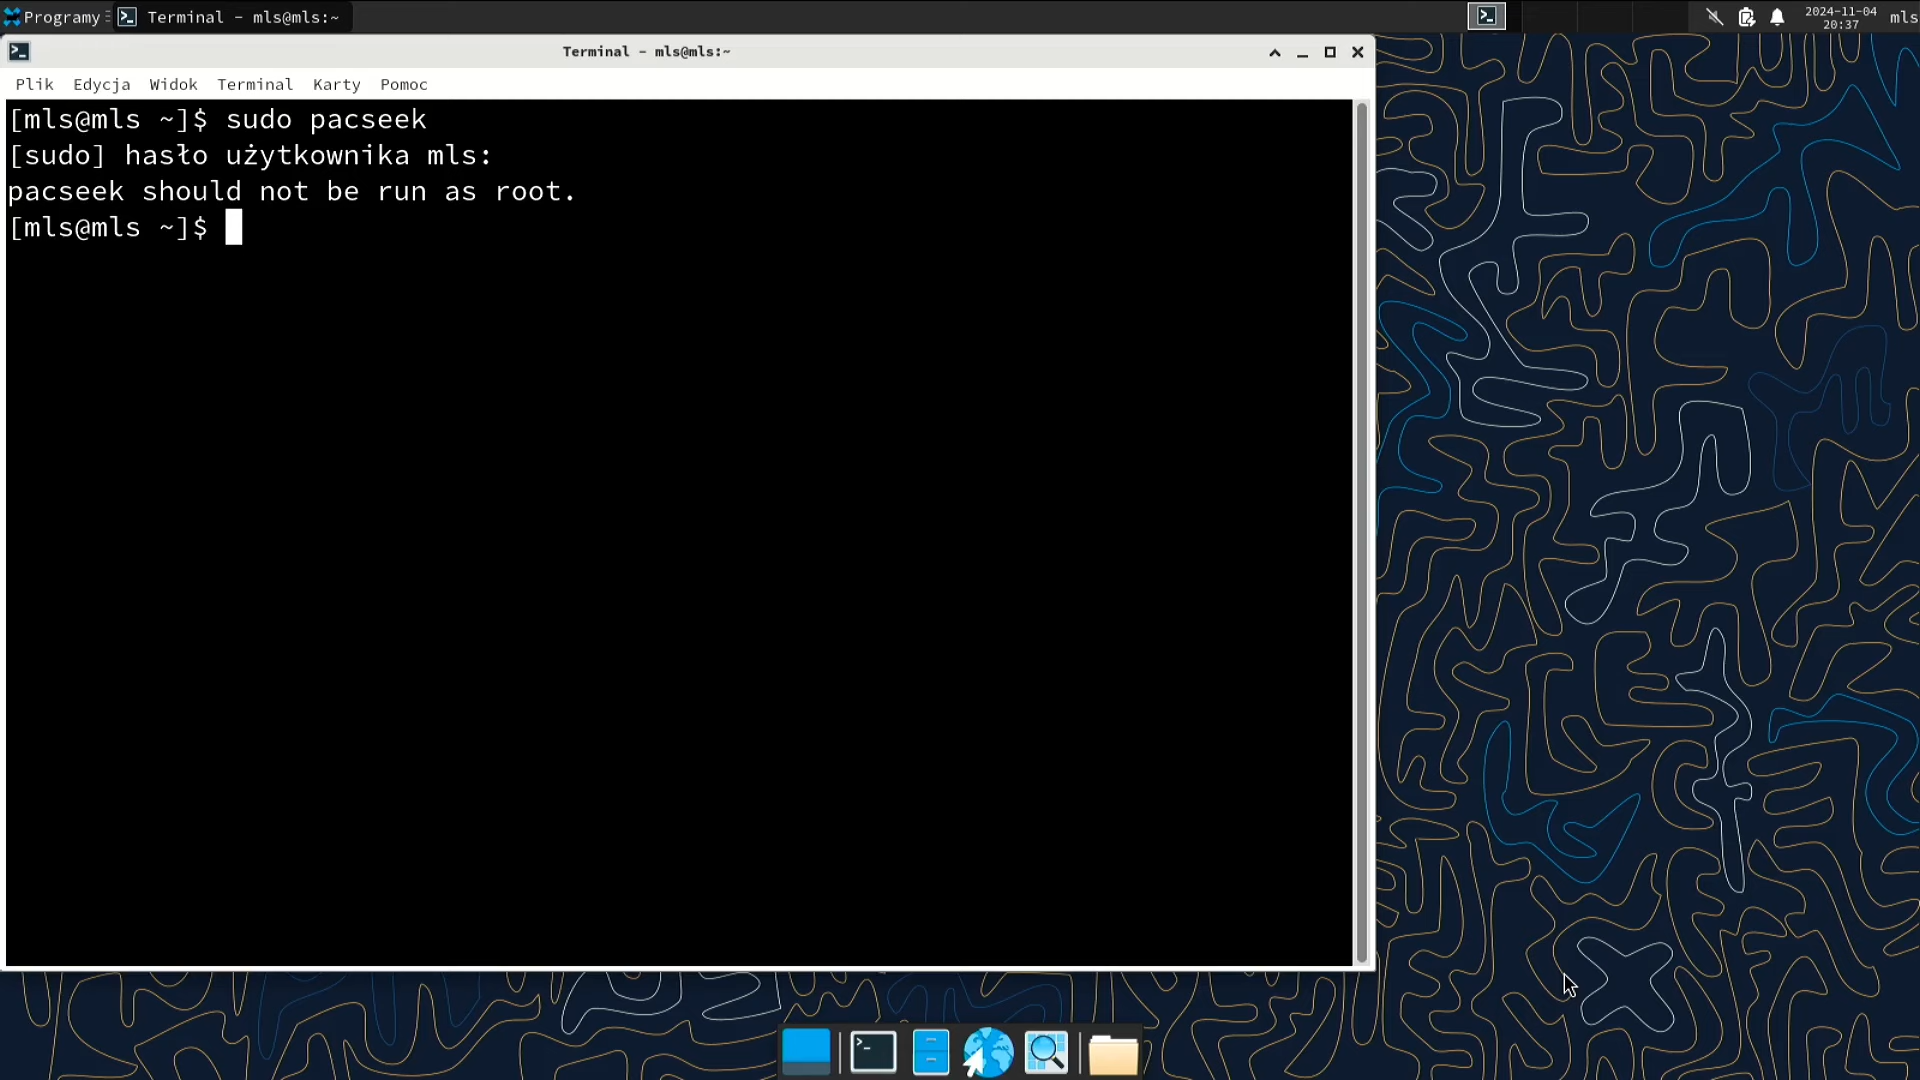 Programy
Terminal - mls@mls:~
2024-11-04
20:37
mls
Terminal - mls@mls:~
Plik Edycja Widok Terminal Karty Pomoc
[mls@mls ~]$ sudo pacseek
[sudo] hasło użytkownika mls:
pacseek should not be run as root.
[mls@mls ~]$